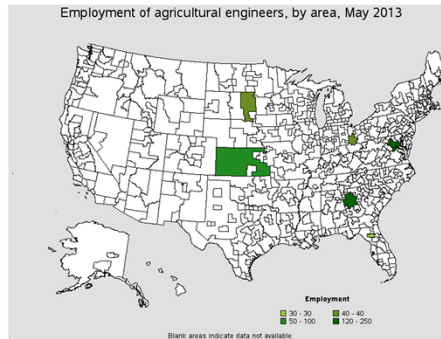 Employment of agricultural engineers, by area, May 2013
Employment
30 - 30
40 - 40
50 - 100
120 - 250
Blank areas indicate data not available.